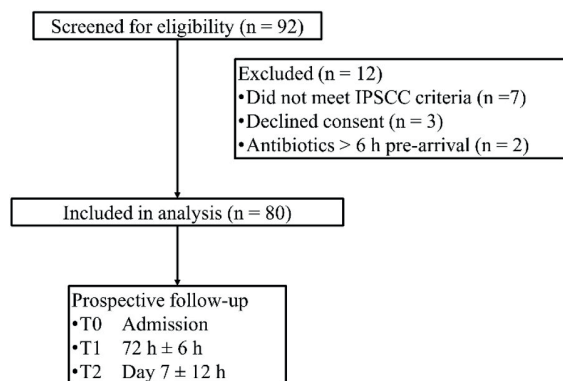 Screened for eligibility (n = 92)
Excluded (n = 12)
•Did not meet IPSCC criteria (n =7)
•Declined consent (n = 3)
•Antibiotics > 6 h pre-arrival (n = 2)
Included in analysis (n = 80)
Prospective follow-up
•T0 Admission
•T1 72 h ± 6 h
•T2 Day 7 ± 12 h